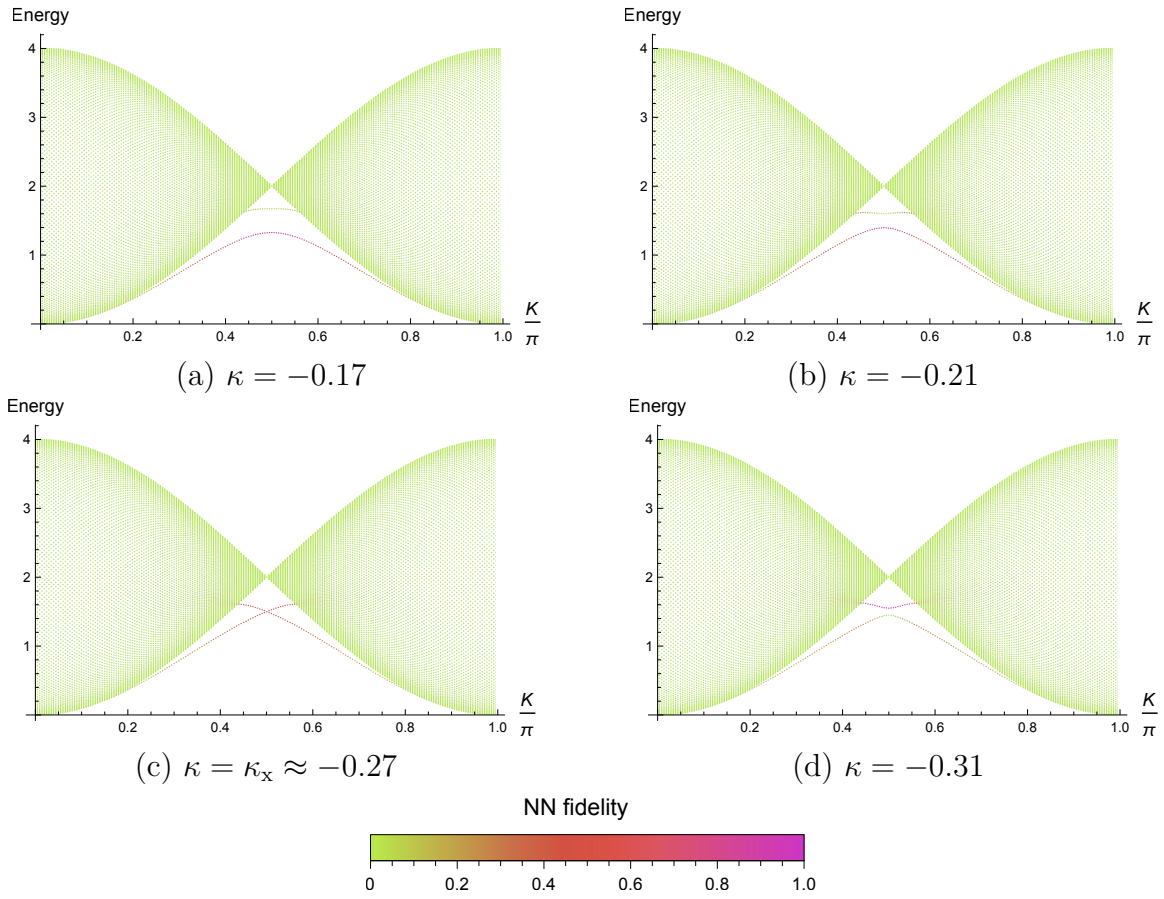 Energy
4
3
2
1
0.2 0.4 0.6 0.8 1.0
K/π
(a) κ = −0.17
Energy
4
3
2
1
0.2 0.4 0.6 0.8 1.0
K/π
(b) κ = −0.21
Energy
4
3
2
1
0.2 0.4 0.6 0.8 1.0
K/π
(c) κ = κx ≈ −0.27
Energy
4
3
2
1
0.2 0.4 0.6 0.8 1.0
K/π
(d) κ = −0.31
NN fidelity
0 0.2 0.4 0.6 0.8 1.0